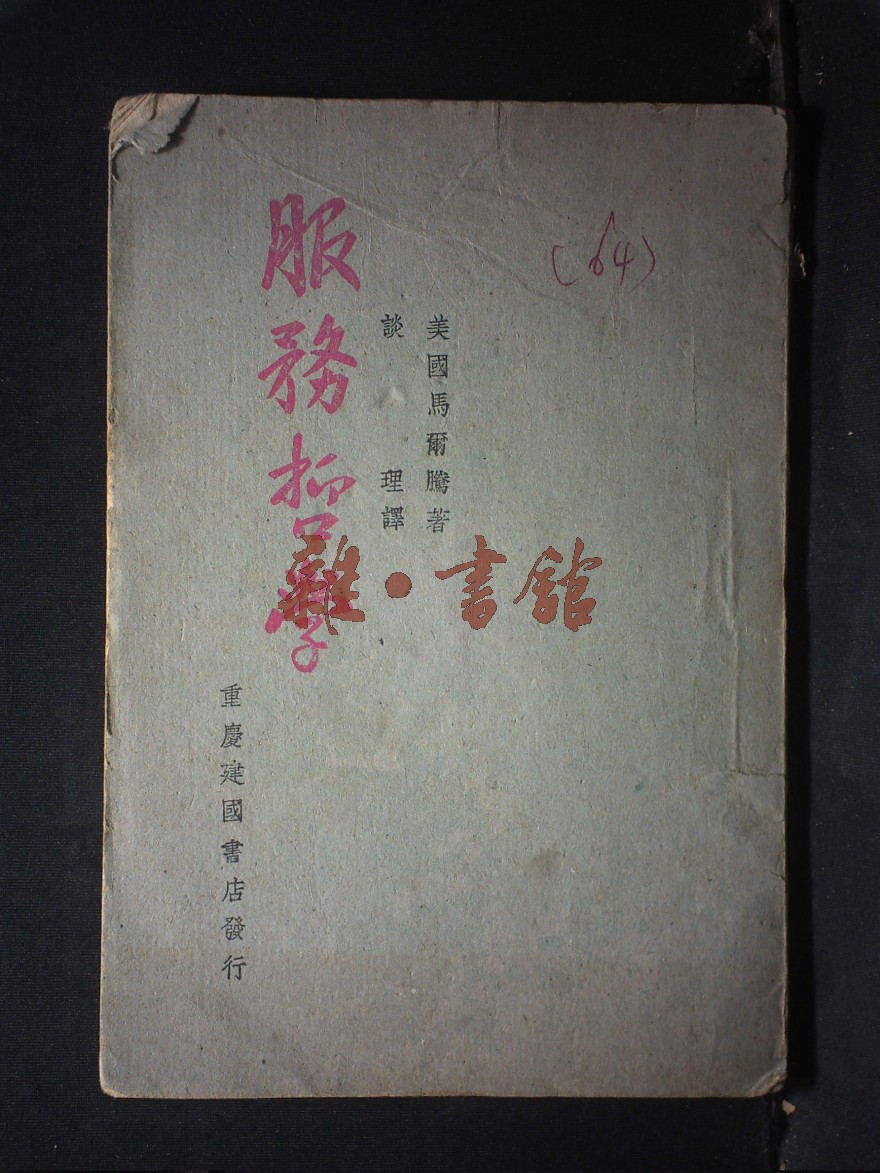 (64)
美國馬爾騰著
談理譯
服務哲學
重慶建國書店發行
雜·書館